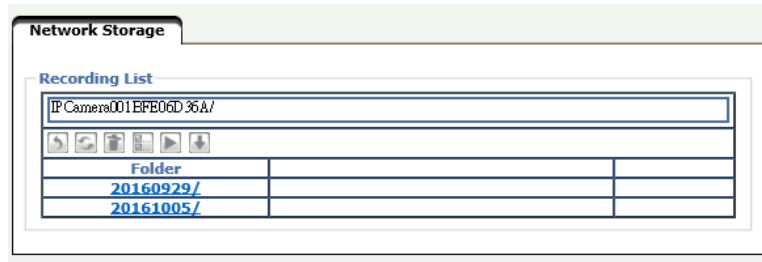 Network Storage
Recording List
IPCamera001BFE06D36A/
Folder
20160929/
20161005/